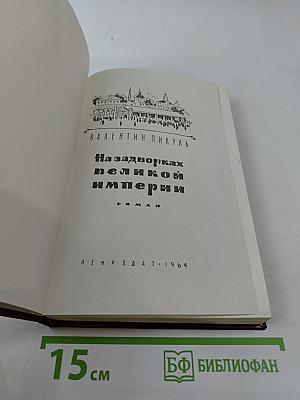 ВАЛЕНТИН ПИКУЛЬ
На задворках
великой
империи
РОМАН
ЛЕНИЗДАТ • 1964
15 см
БФ БИБЛИОФАН